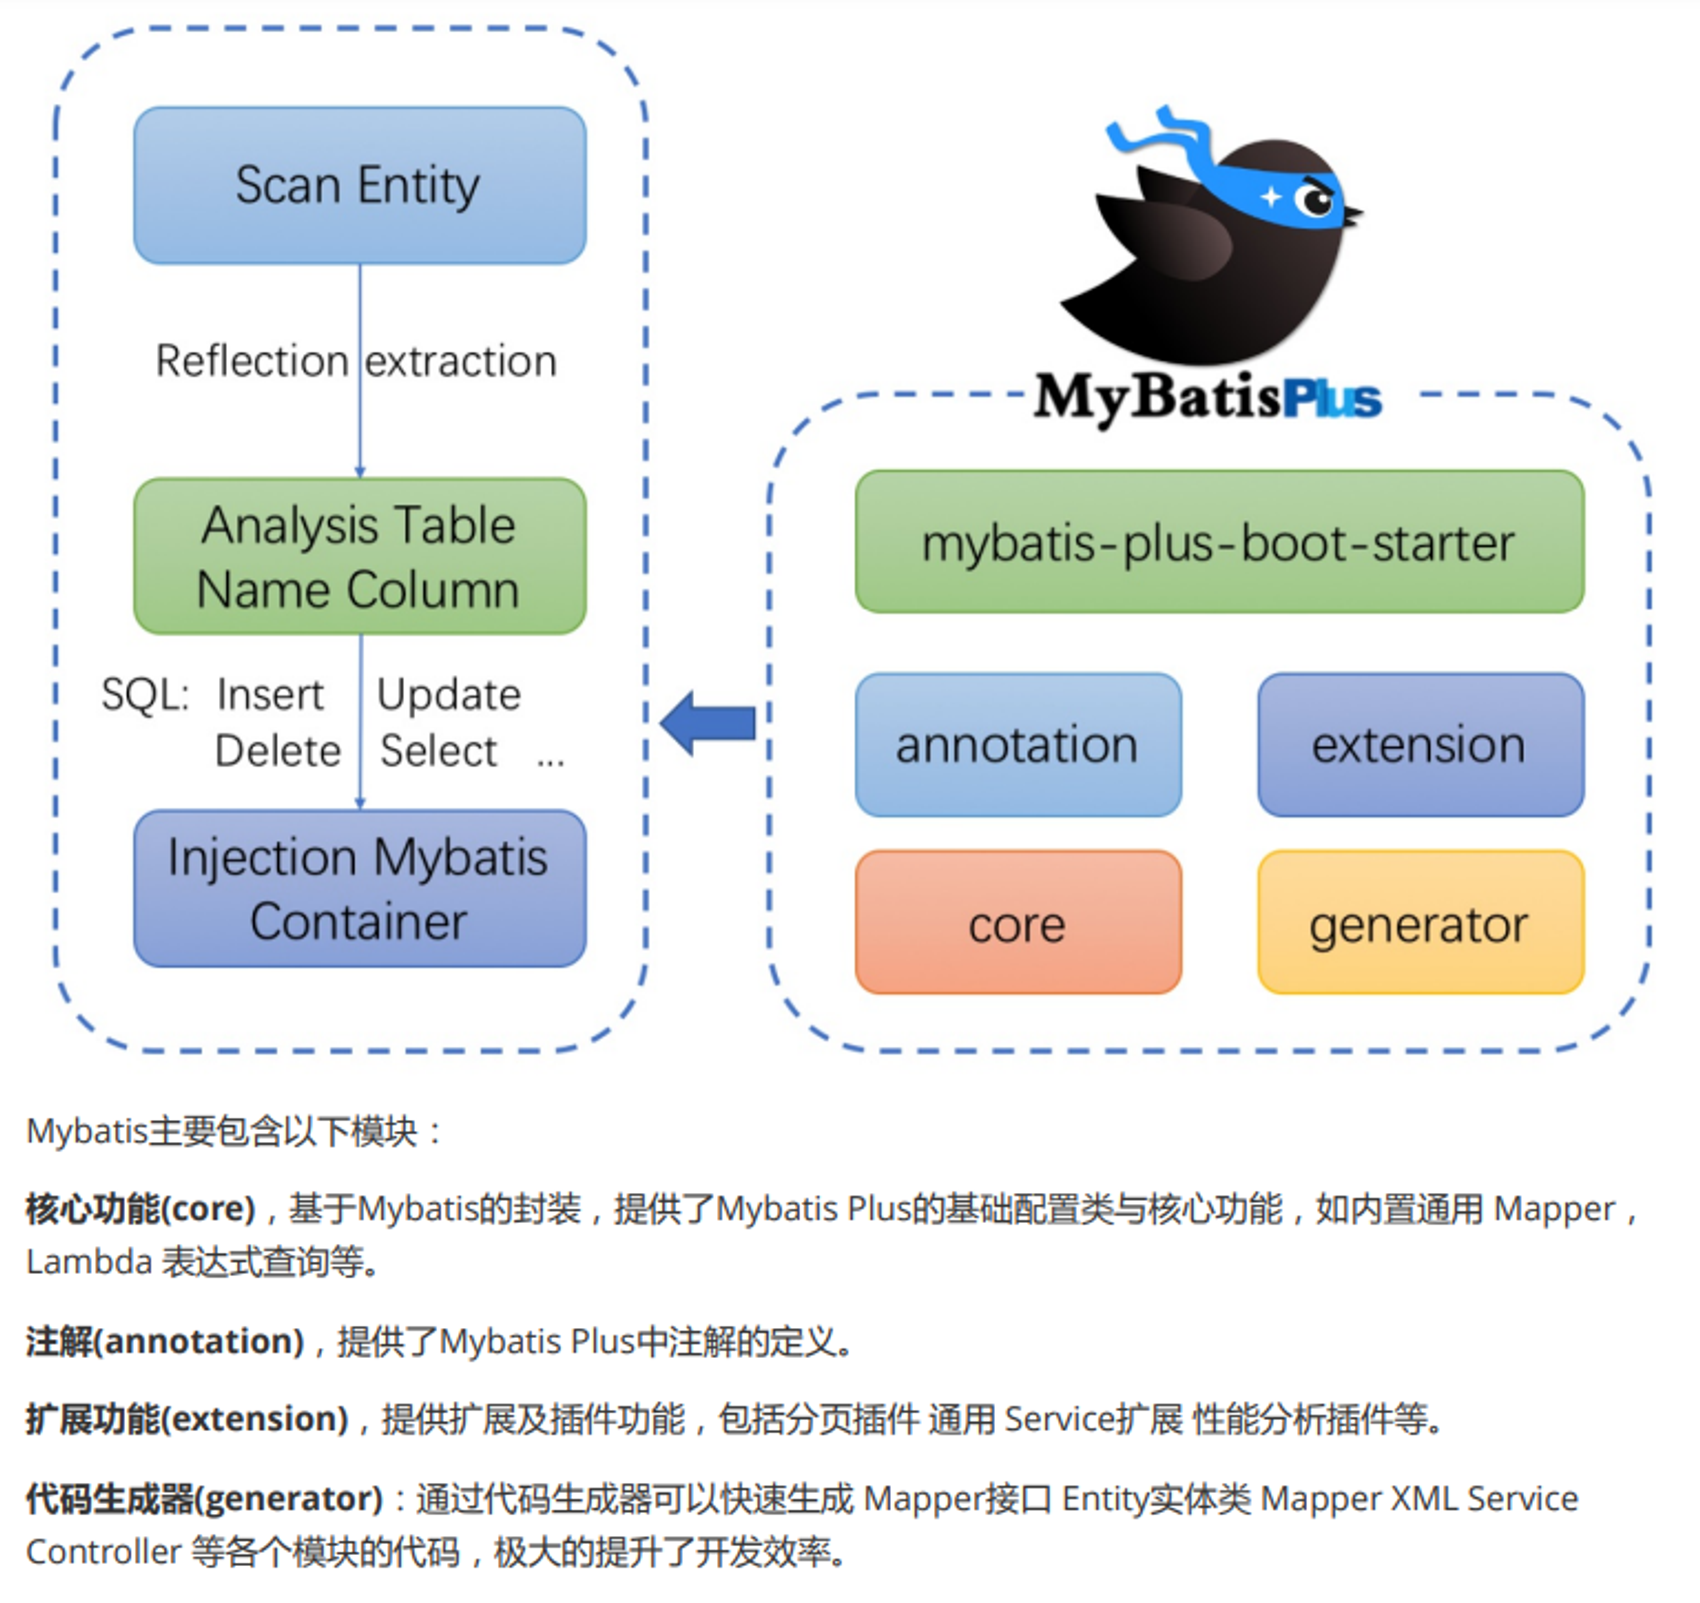 Scan Entity
Reflection extraction
Analysis Table
Name Column
SQL: Insert Update
Delete Select ...
Injection Mybatis
Container
MyBatisPlus
mybatis-plus-boot-starter
annotation extension
core generator
Mybatis主要包含以下模块：
核心功能(core)，基于Mybatis的封装，提供了Mybatis Plus的基础配置类与核心功能，如内置通用 Mapper，
Lambda 表达式查询等。
注解(annotation)，提供了Mybatis Plus中注解的定义。
扩展功能(extension)，提供扩展及插件功能，包括分页插件 通用 Service扩展 性能分析插件等。
代码生成器(generator)：通过代码生成器可以快速生成 Mapper接口 Entity实体类 Mapper XML Service
Controller 等各个模块的代码，极大的提升了开发效率。